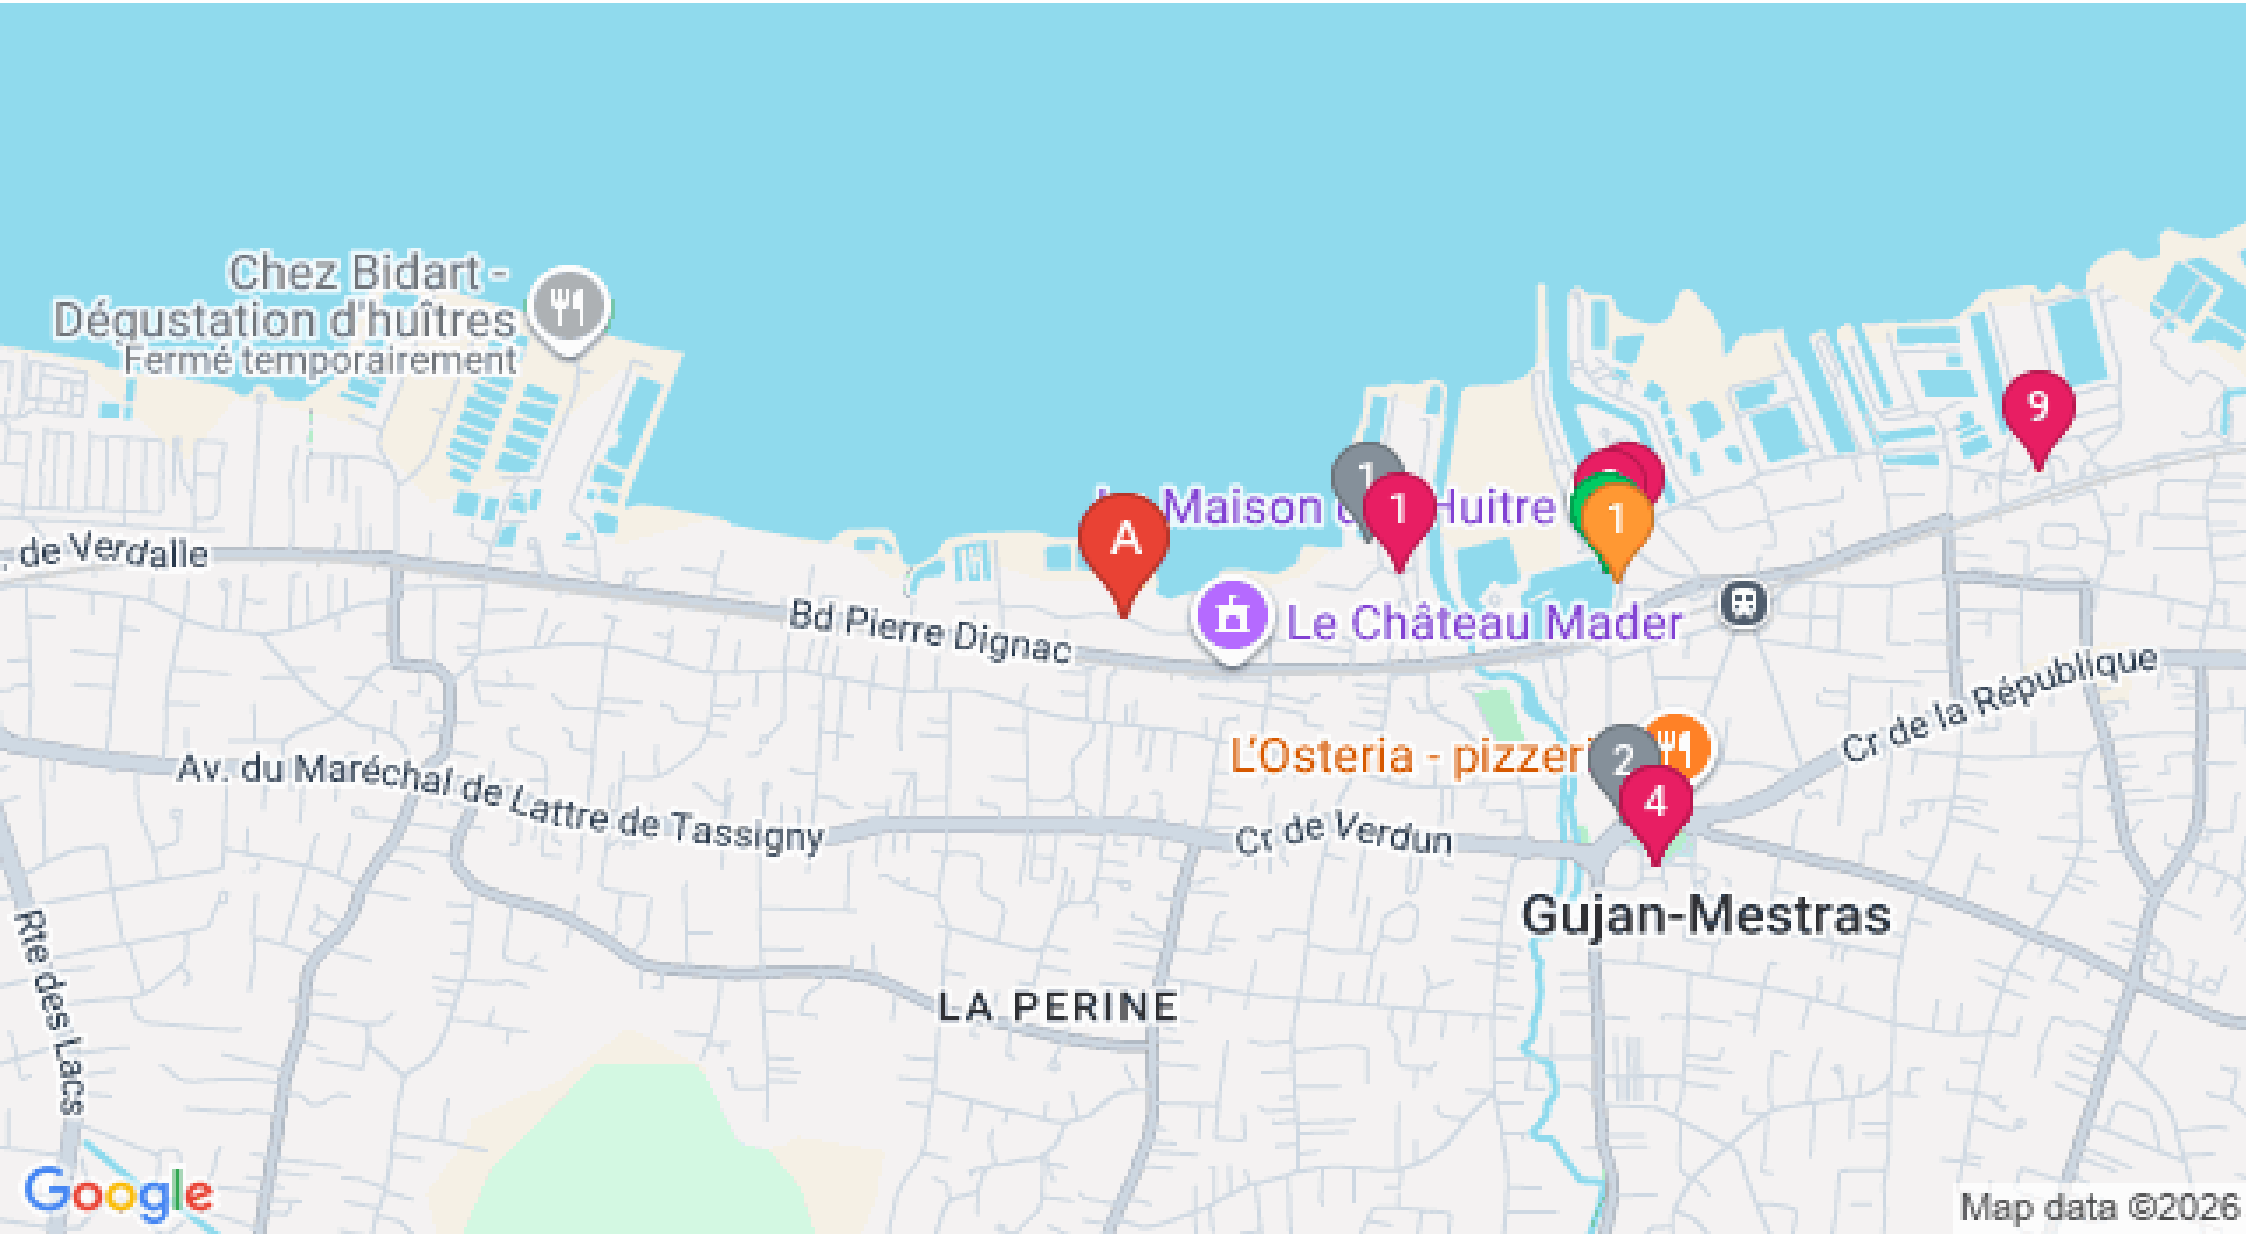 Chez Bidart -
Dégustation d'huîtres
Fermé temporairement
9
1
1
Maison
Huitre
1
A
de Verdalle
Bd Pierre Dignac
Le Château Mader
Cr de la République
L'Osteria - pizzeri
2
4
Av. du Maréchal de Lattre de Tassigny
Cr de Verdun
Gujan-Mestras
Rte des Lacs
LA PERINE
Google
Map data ©2026